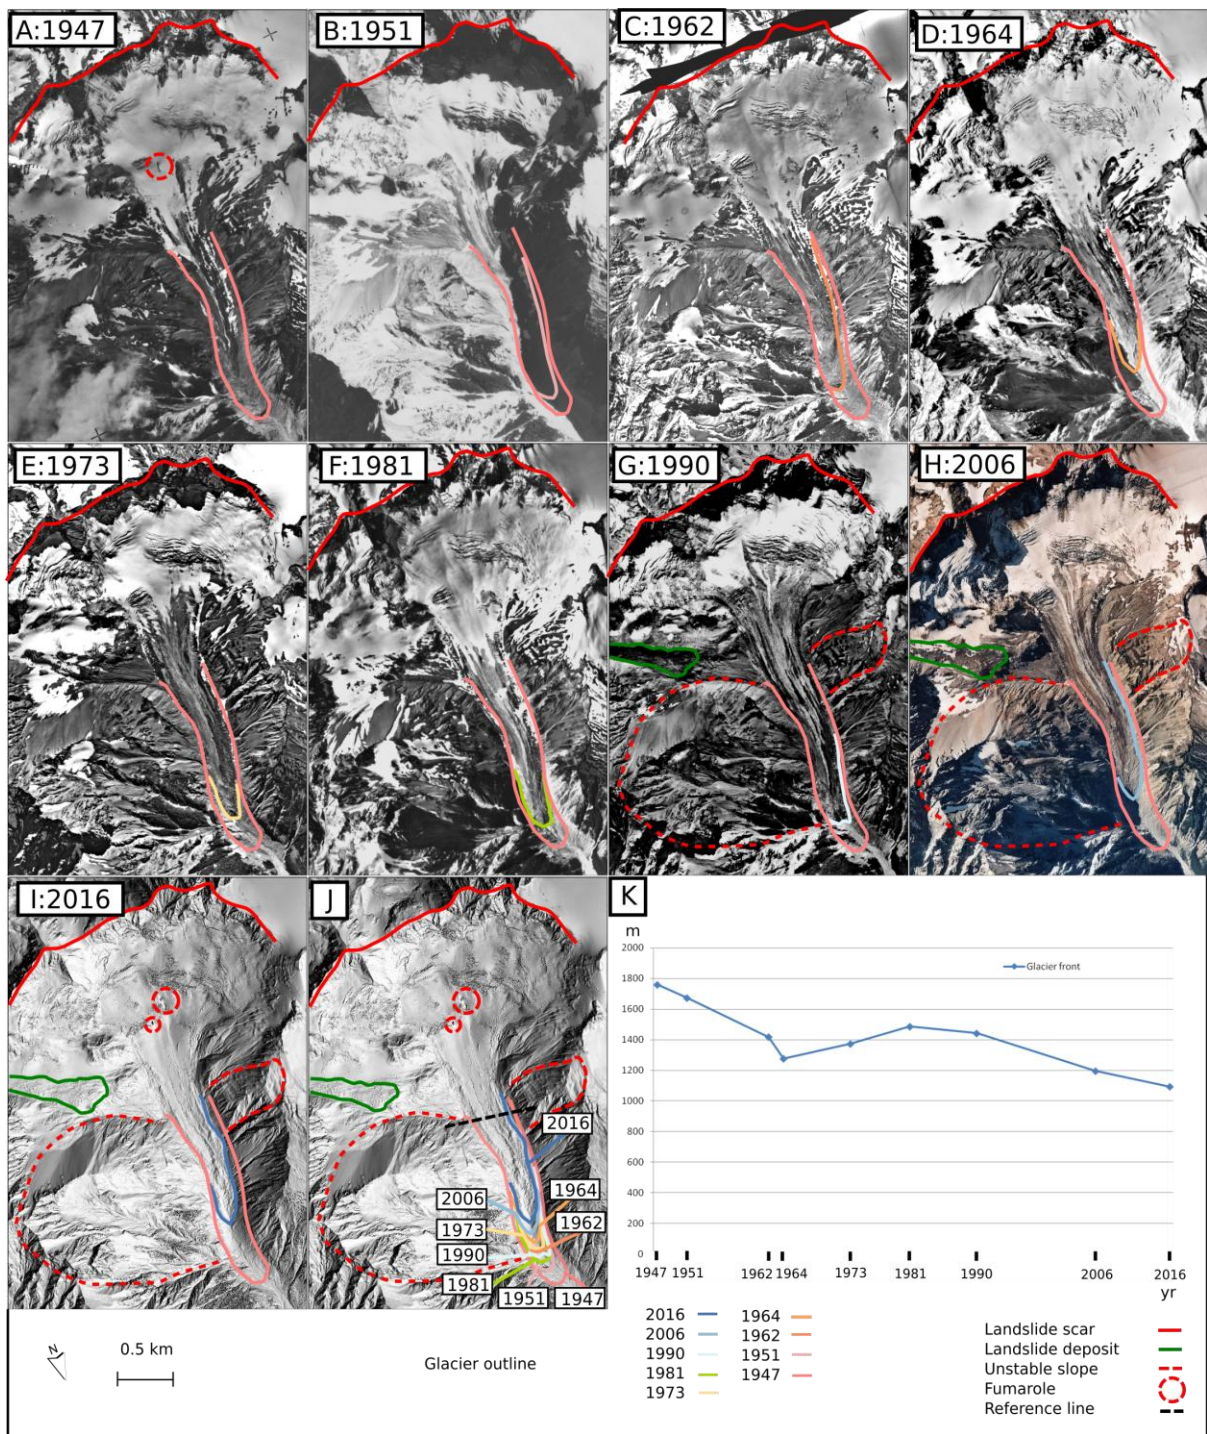 A:1947
B:1951
C:1962
D:1964
E:1973
F:1981
G:1990
H:2006
I:2016
J
2016
2006
1964
1973
1962
1990
1981
1951
1947
K
m
2000
1800
1600
1400
1200
1000
800
600
400
200
0
Glacier front
1947 1951 1962 1964 1973 1981 1990 2006 2016
yr
N
0.5 km
Glacier outline
2016
2006
1990
1981
1973
1964
1962
1951
1947
Landslide scar
Landslide deposit
Unstable slope
Fumarole
Reference line